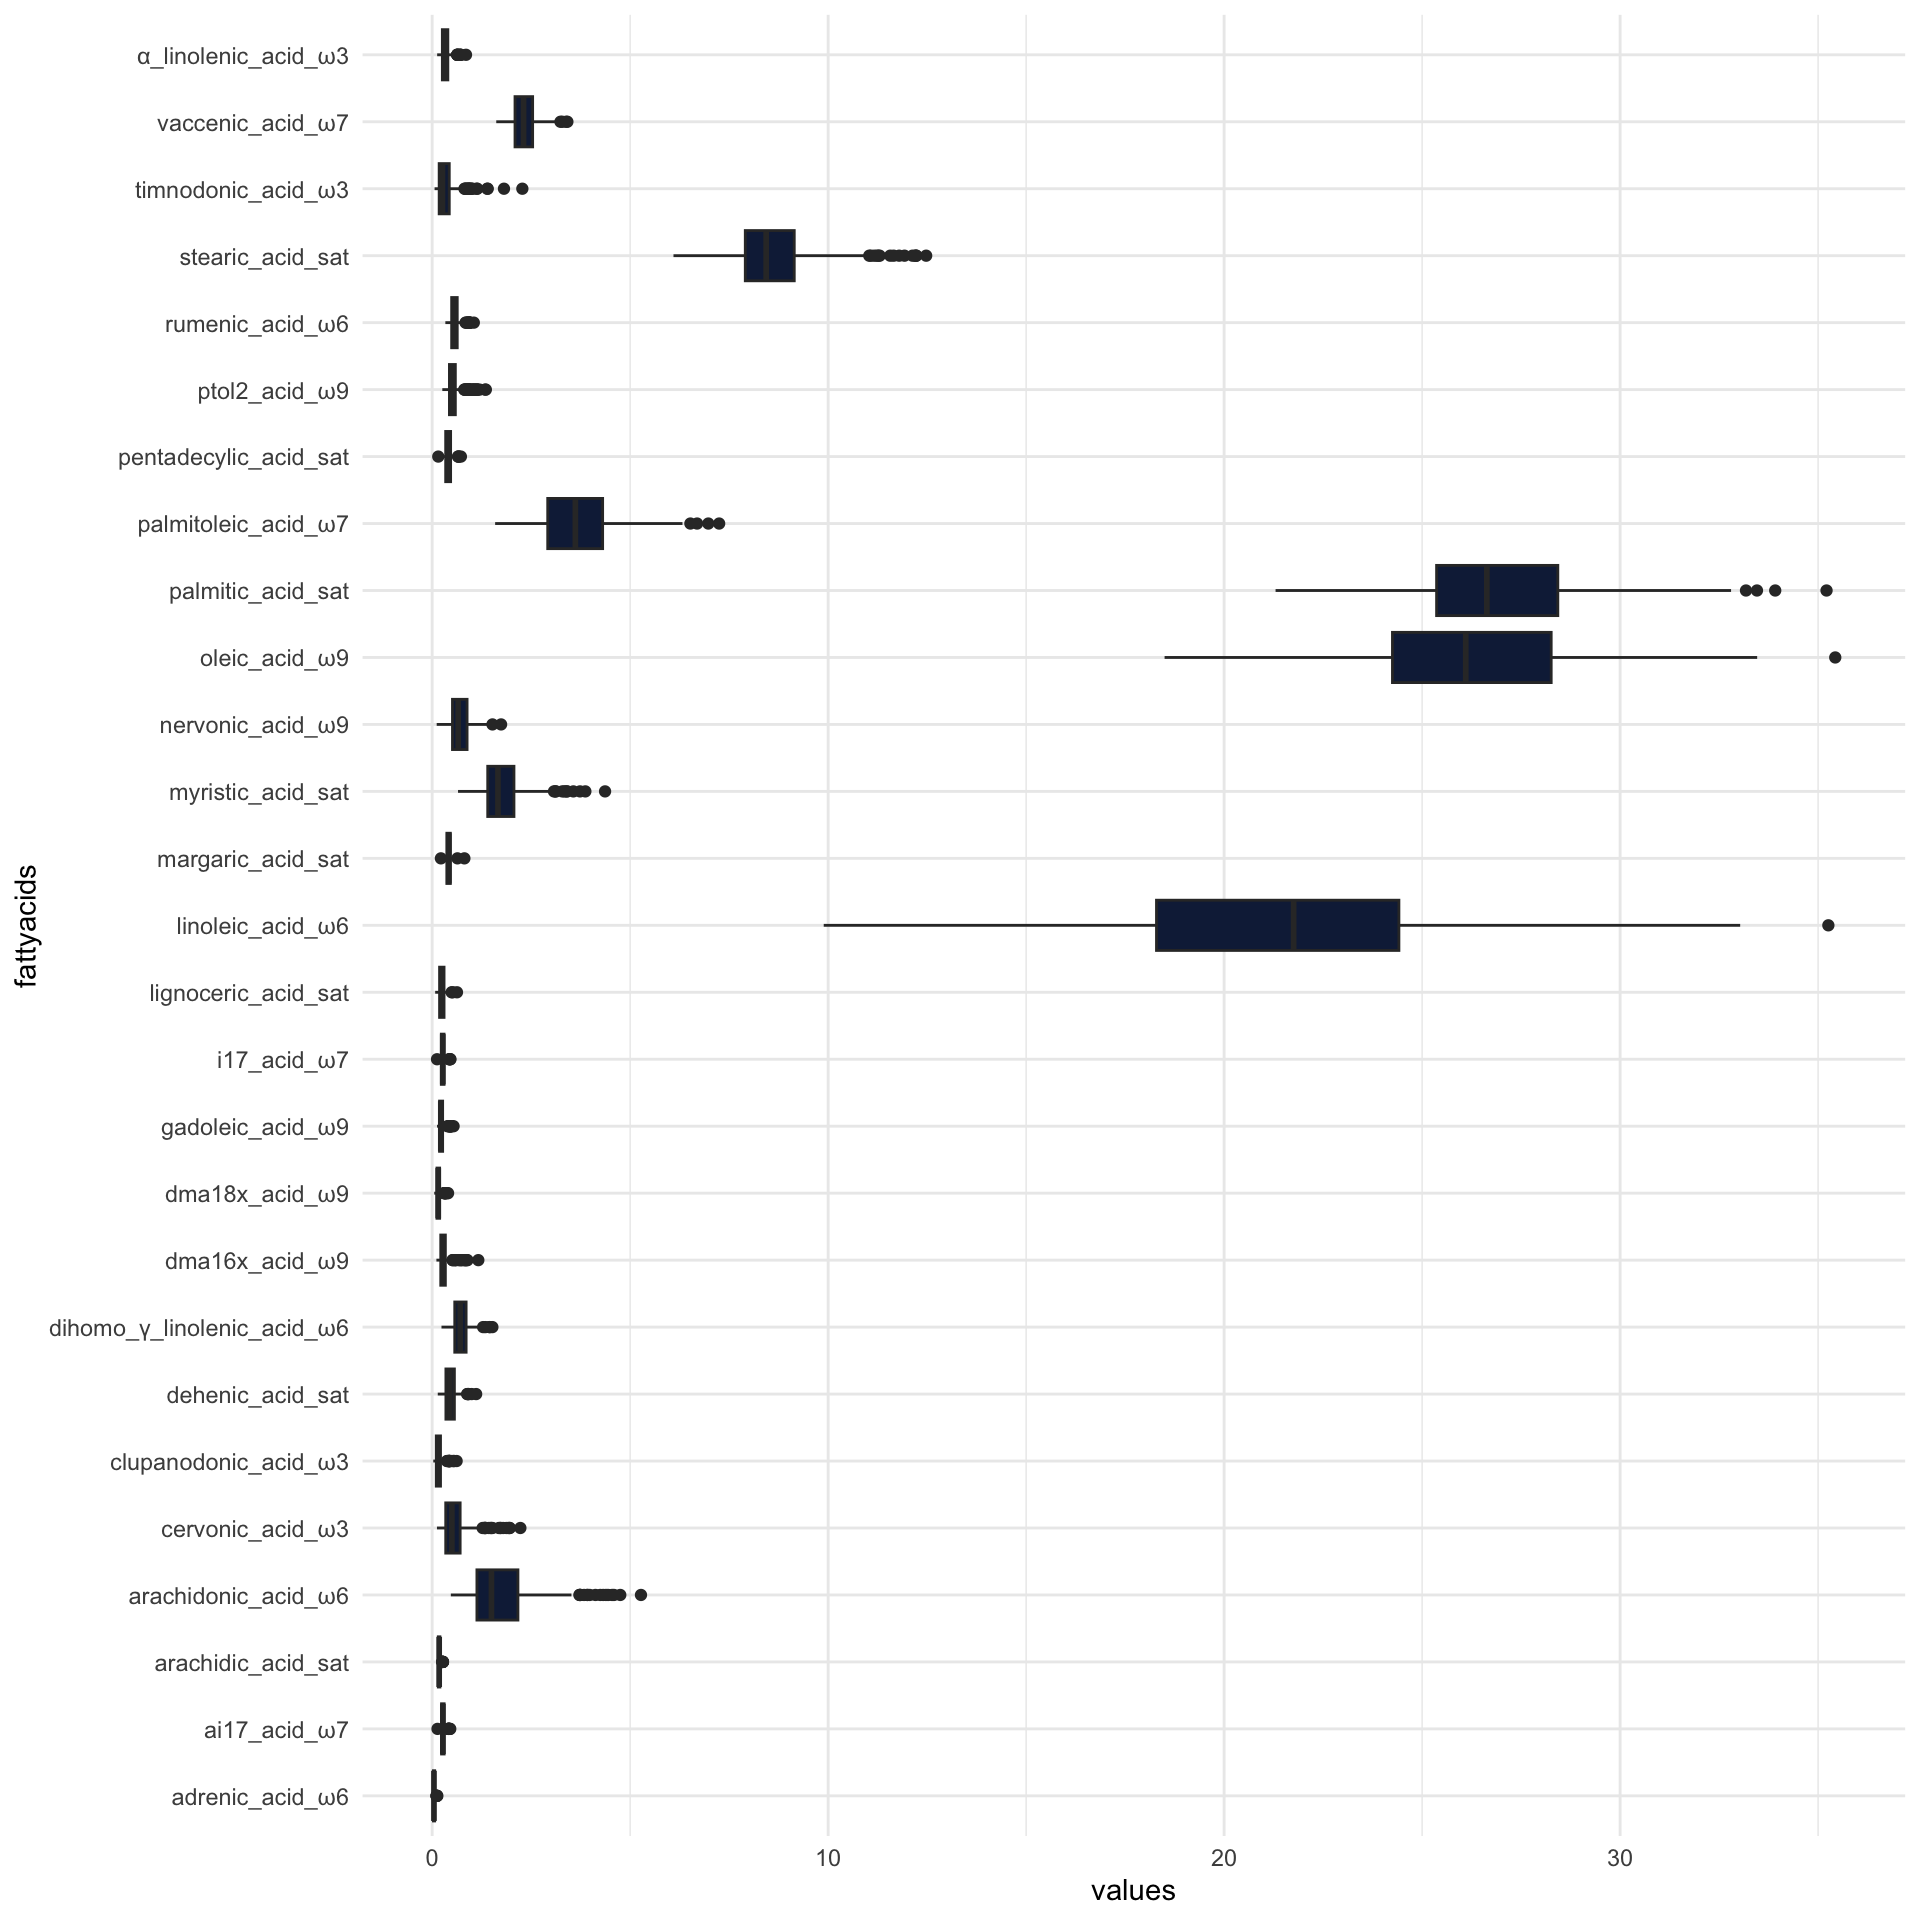 α_linolenic_acid_ω3
vaccenic_acid_ω7
timnodonic_acid_ω3
stearic_acid_sat
rumenic_acid_ω6
ptol2_acid_ω9
pentadecylic_acid_sat
palmitoleic_acid_ω7
palmitic_acid_sat
oleic_acid_ω9
nervonic_acid_ω9
myristic_acid_sat
margaric_acid_sat
linoleic_acid_ω6
lignoceric_acid_sat
i17_acid_ω7
gadoleic_acid_ω9
dma18x_acid_ω9
dma16x_acid_ω9
dihomo_γ_linolenic_acid_ω6
dehenic_acid_sat
clupanodonic_acid_ω3
cervonic_acid_ω3
arachidonic_acid_ω6
arachidic_acid_sat
ai17_acid_ω7
adrenic_acid_ω6
fattyacids
0 10 20 30
values